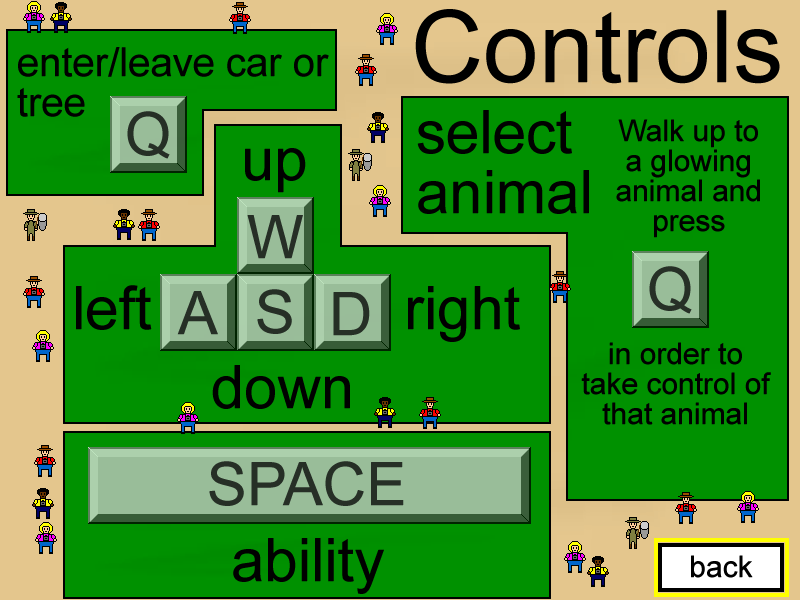 Controls
enter/leave car or
tree
Q
up
W
left
A
S
D
right
down
SPACE
ability
select
animal
Walk up to
a glowing
animal and
press
Q
in order to
take control of
that animal
back